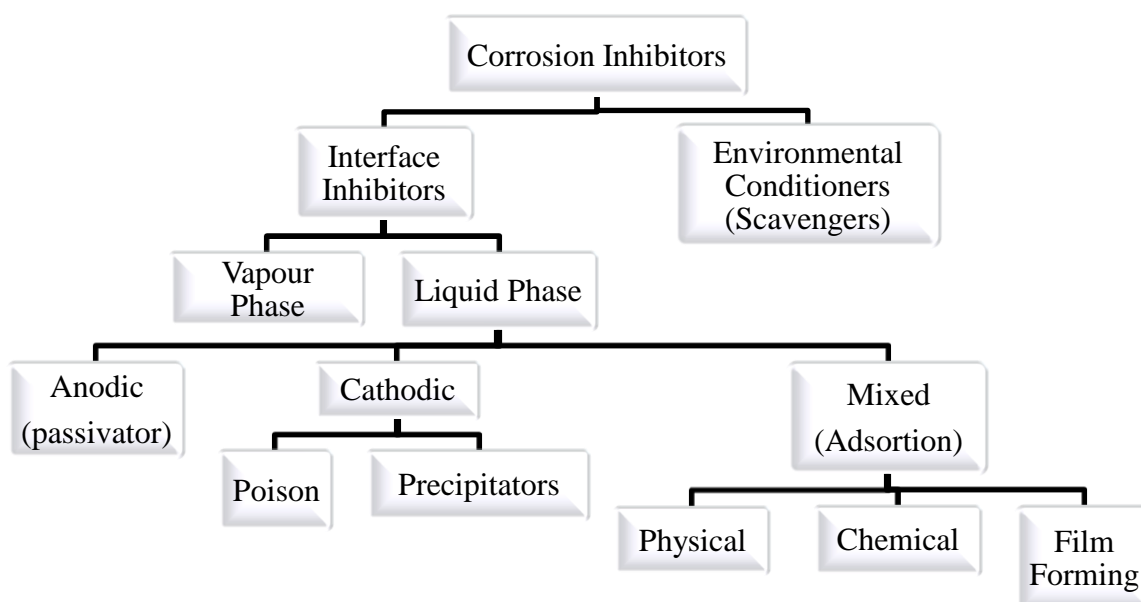 Corrosion Inhibitors
Interface
Inhibitors
Environmental
Conditioners
(Scavengers)
Vapour
Phase
Liquid Phase
Anodic
(passivator)
Cathodic
Mixed
(Adsortion)
Poison
Precipitators
Physical
Chemical
Film
Forming